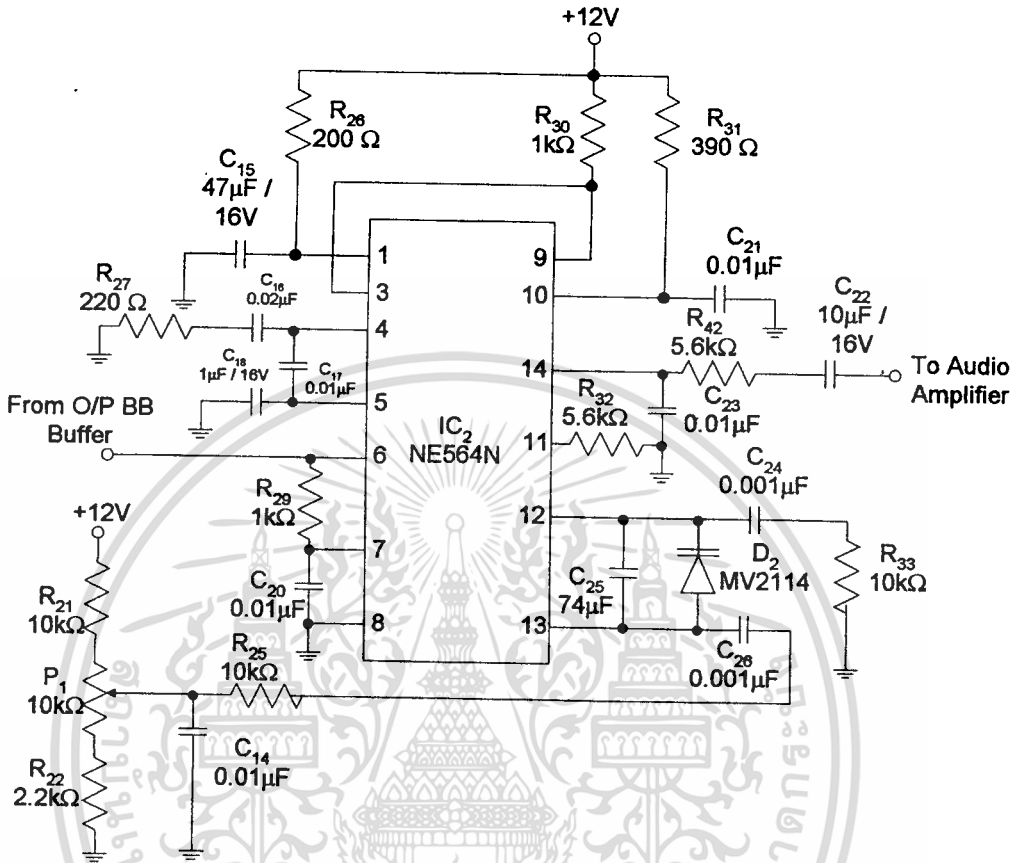 +12V
R26
200 Ω
R30
1kΩ
R31
390 Ω
C15
47µF /
16V
1
3
4
5
6
7
8
9
10
14
11
12
13
IC2
NE564N
C21
0.01µF
R27
220 Ω
C16
0.02µF
C18
1µF / 16V
C17
0.01µF
R42
5.6kΩ
C22
10µF /
16V
To Audio
Amplifier
C23
0.01µF
R32
5.6kΩ
From O/P BB
Buffer
R29
1kΩ
C20
0.01µF
C24
0.001µF
D2
MV2114
C25
74µF
R33
10kΩ
C26
0.001µF
+12V
R21
10kΩ
P1
10kΩ
R22
2.2kΩ
R25
10kΩ
C14
0.01µF